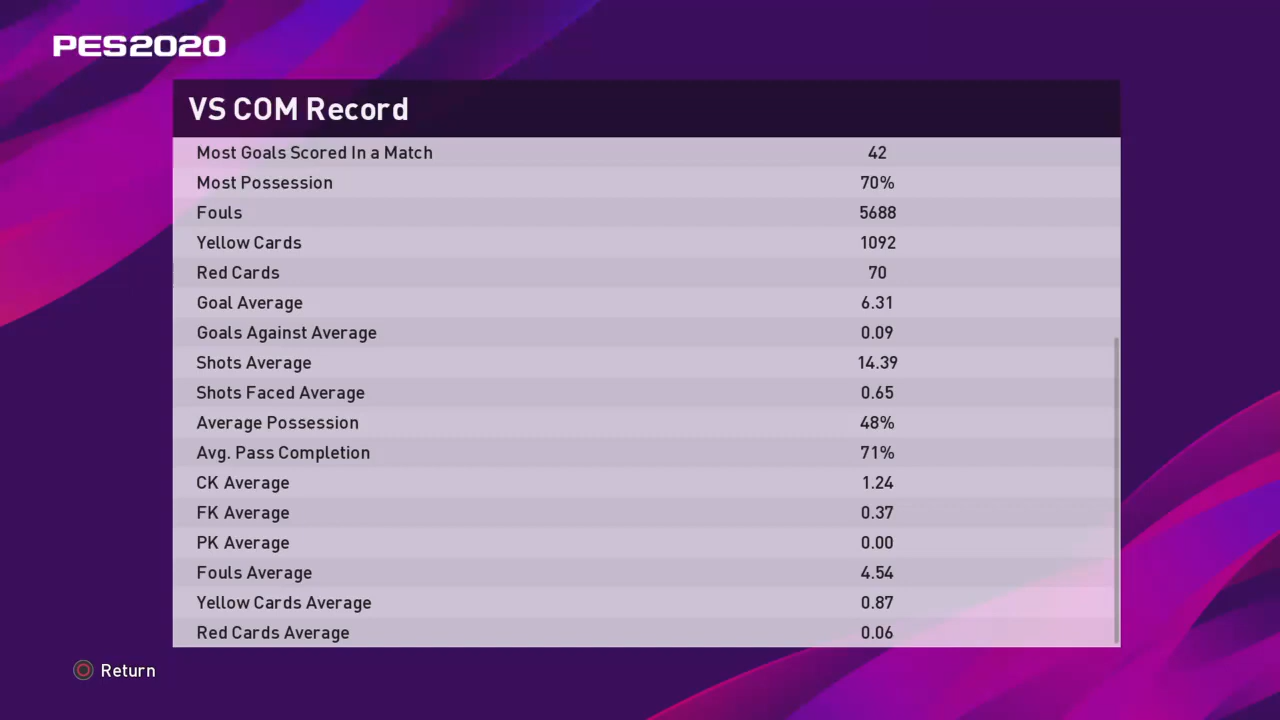 PES2020
VS COM Record
Most Goals Scored In a Match 42
Most Possession 70%
Fouls 5688
Yellow Cards 1092
Red Cards 70
Goal Average 6.31
Goals Against Average 0.09
Shots Average 14.39
Shots Faced Average 0.65
Average Possession 48%
Avg. Pass Completion 71%
CK Average 1.24
FK Average 0.37
PK Average 0.00
Fouls Average 4.54
Yellow Cards Average 0.87
Red Cards Average 0.06
Return